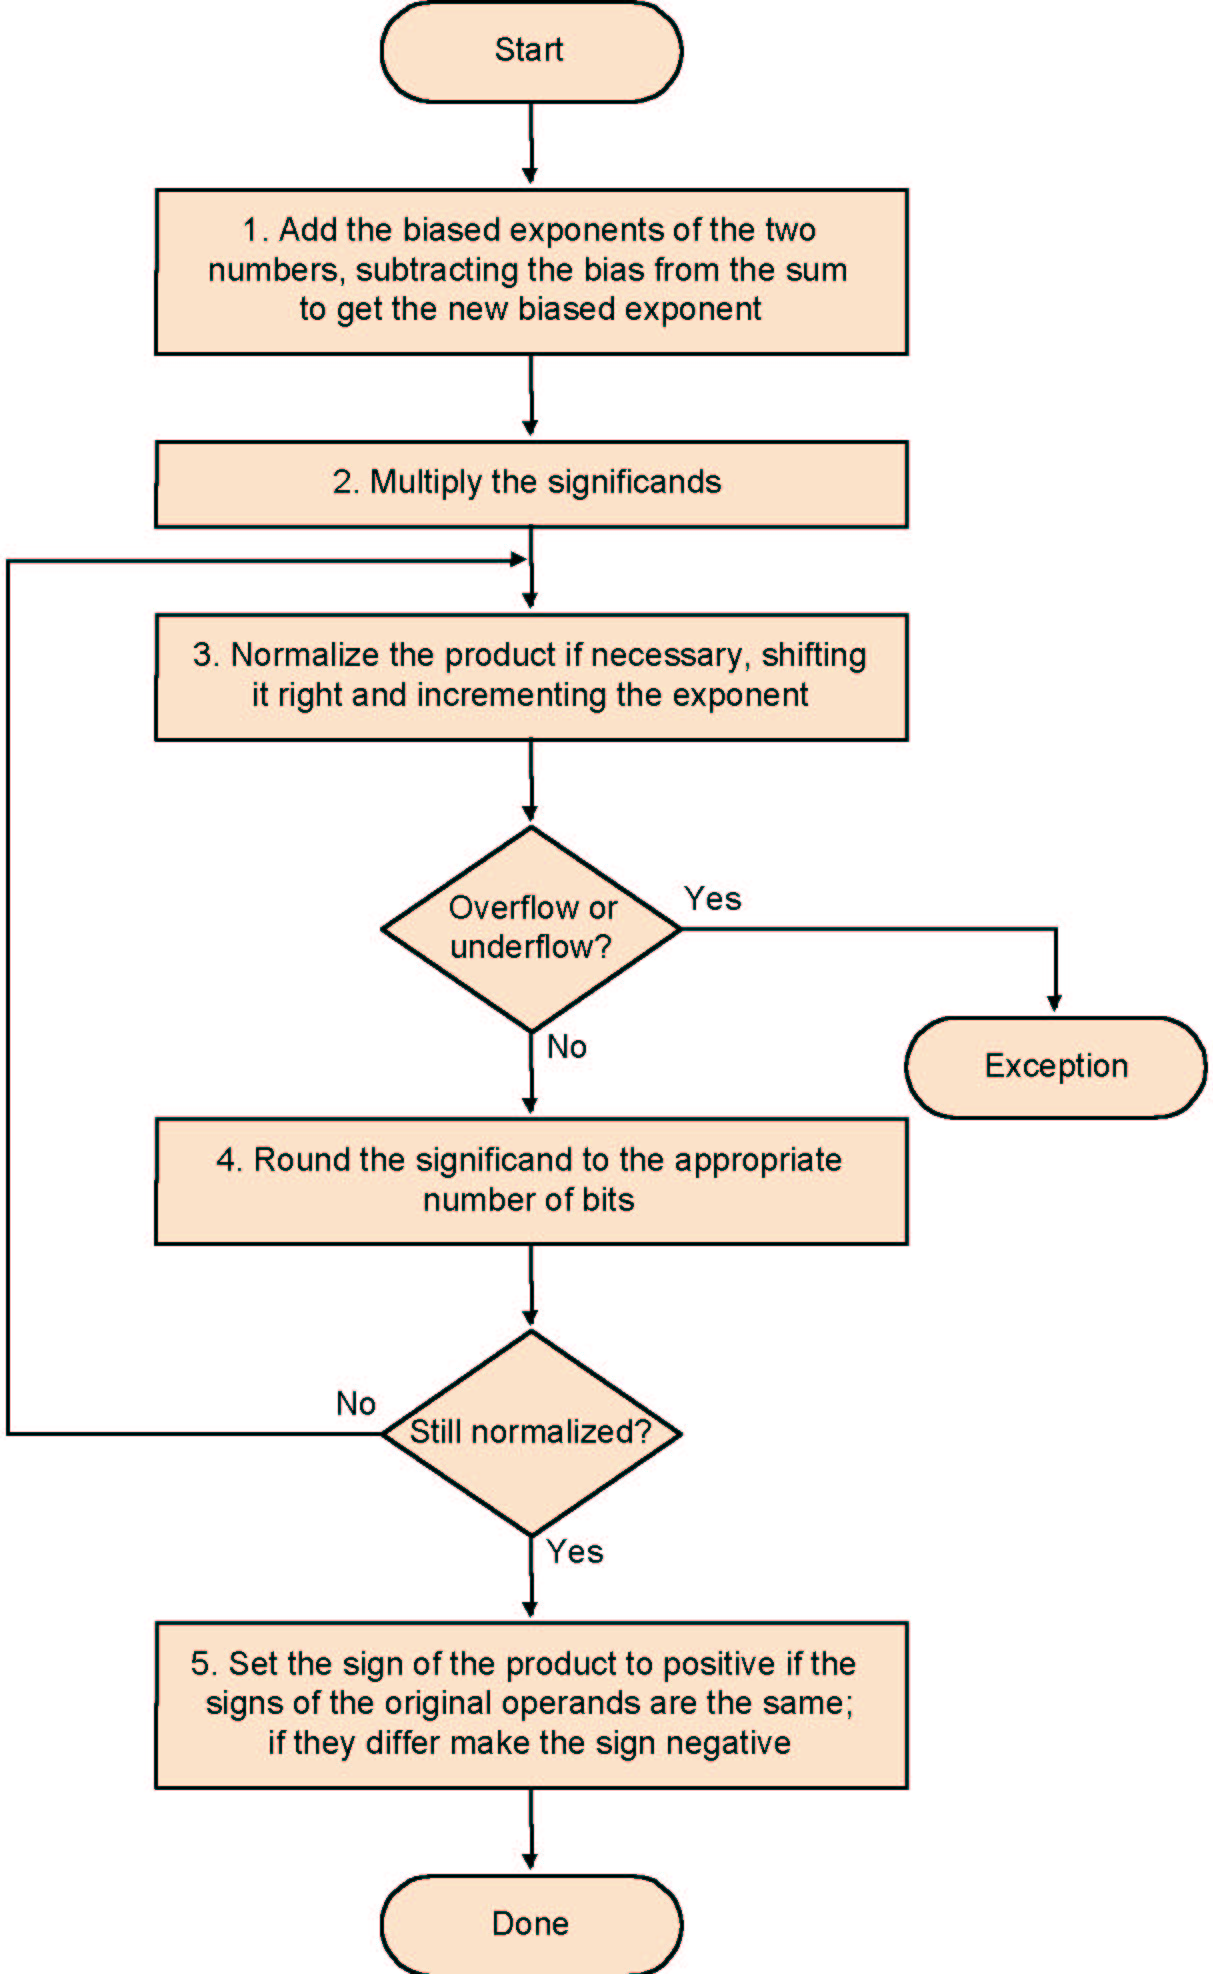 Start
1. Add the biased exponents of the two
numbers, subtracting the bias from the sum
to get the new biased exponent
2. Multiply the significands
3. Normalize the product if necessary, shifting
it right and incrementing the exponent
Overflow or
underflow?
Yes
No
Exception
4. Round the significand to the appropriate
number of bits
No
Still normalized?
Yes
5. Set the sign of the product to positive if the
signs of the original operands are the same;
if they differ make the sign negative
Done